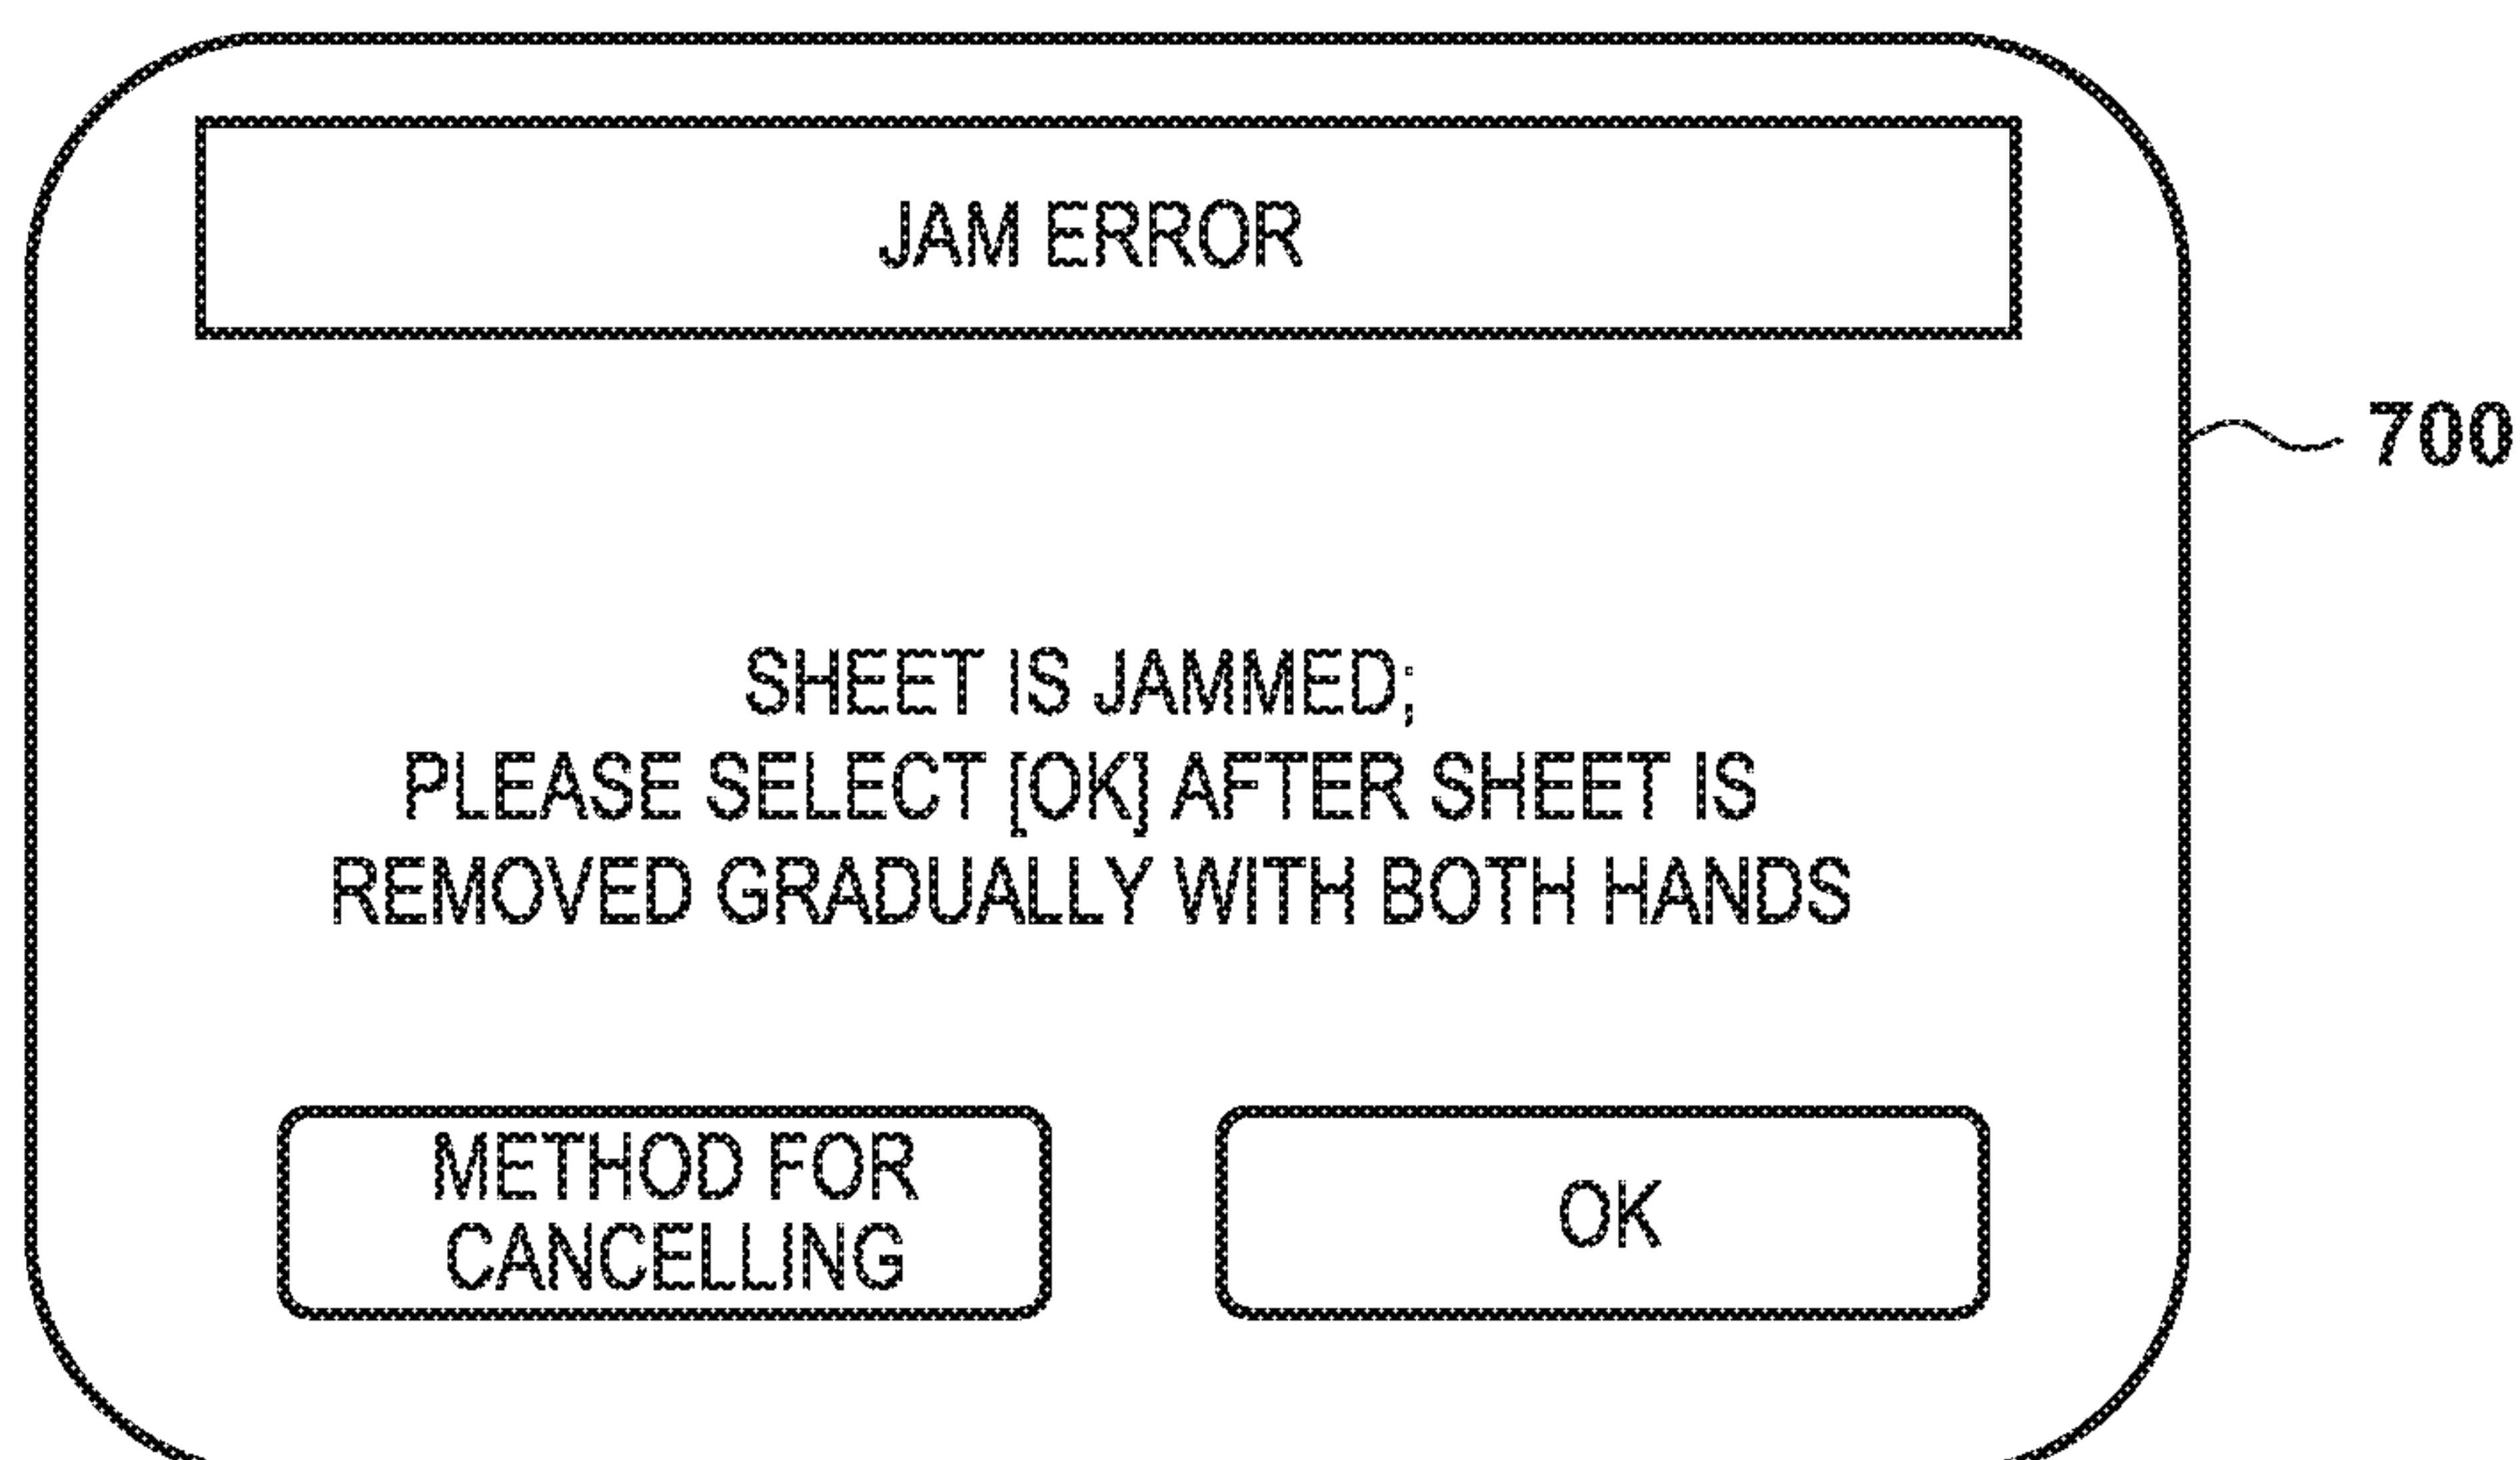 JAM ERROR
700
SHEET IS JAMMED;
PLEASE SELECT [OK] AFTER SHEET IS
REMOVED GRADUALLY WITH BOTH HANDS
METHOD FOR
CANCELLING
OK